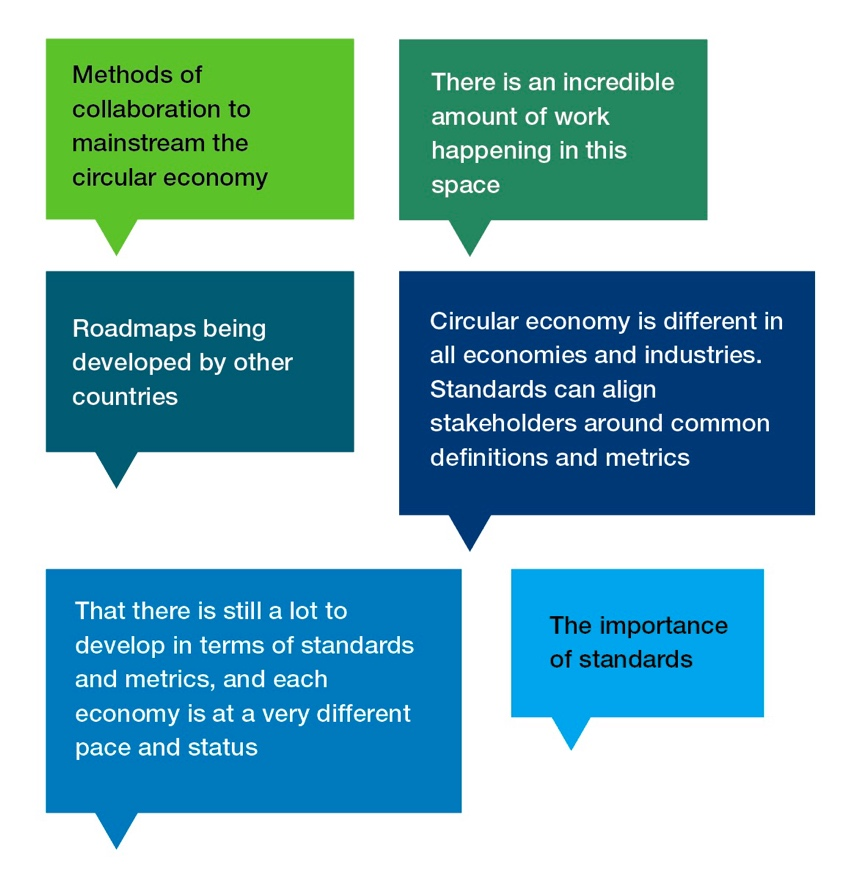 Methods of
collaboration to
mainstream the
circular economy
There is an incredible
amount of work
happening in this
space
Roadmaps being
developed by other
countries
Circular economy is different in
all economies and industries.
Standards can align
stakeholders around common
definitions and metrics
That there is still a lot to
develop in terms of standards
and metrics, and each
economy is at a very different
pace and status
The importance
of standards